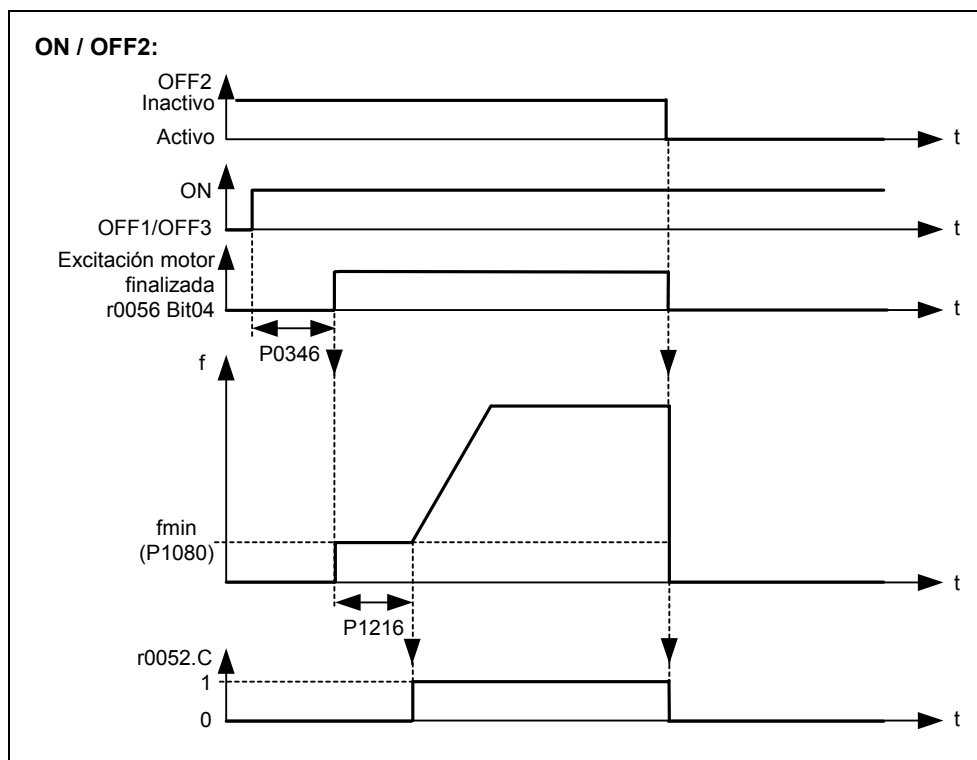 ON / OFF2:
OFF2
Inactivo
Activo
t
ON
OFF1/OFF3
t
Excitación motor
finalizada
r0056 Bit04
t
P0346
f
fmin
(P1080)
t
P1216
r0052.C
1
0
t